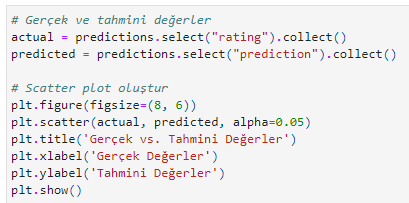 # Gerçek ve tahmini değerler
actual = predictions.select("rating").collect()
predicted = predictions.select("prediction").collect()
# Scatter plot oluştur
plt.figure(figsize=(8, 6))
plt.scatter(actual, predicted, alpha=0.05)
plt.title('Gerçek vs. Tahmini Değerler')
plt.xlabel('Gerçek Değerler')
plt.ylabel('Tahmini Değerler')
plt.show()